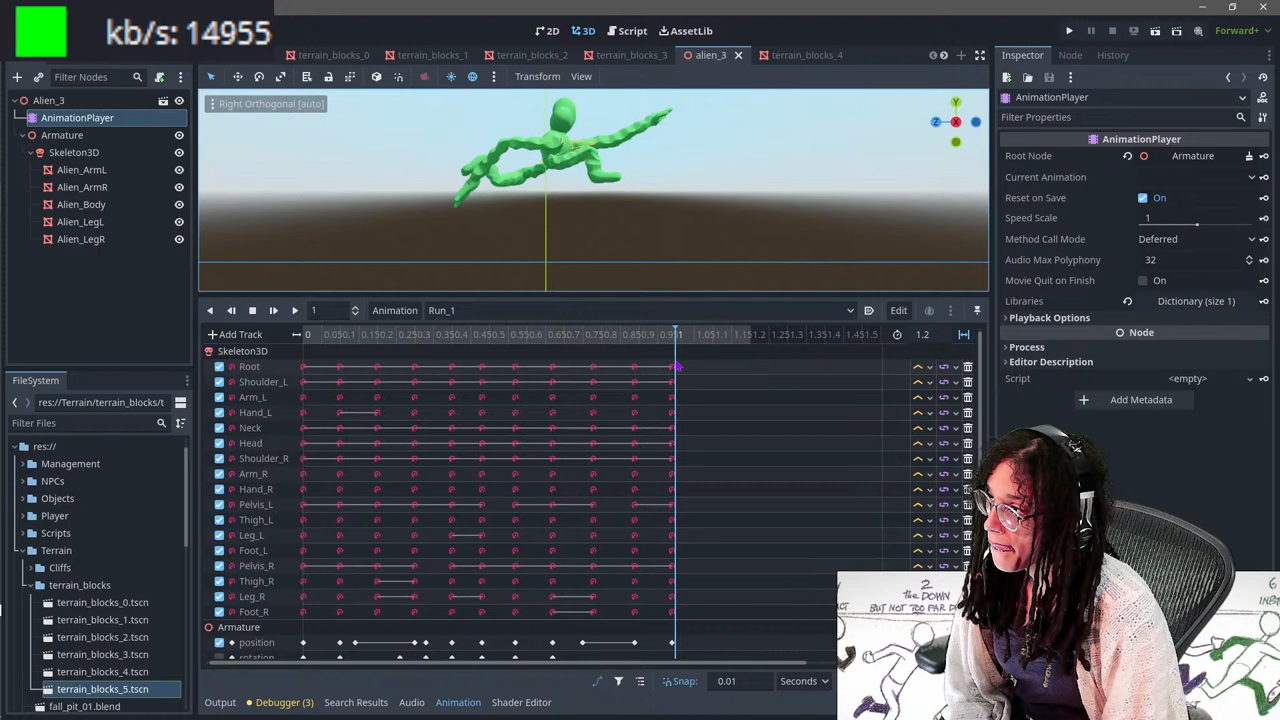 kb/s: 14955
2D
3D
Script
AssetLib
Forward+
terrain_blocks_0
terrain_blocks_1
terrain_blocks_2
terrain_blocks_3
alien_3
terrain_blocks_4
Inspector
Node
History
Filter Nodes
Transform
View
Alien_3
AnimationPlayer
Armature
Skeleton3D
Alien_ArmL
Alien_ArmR
Alien_Body
Alien_LegL
Alien_LegR
Right Orthogonal [auto]
Y
Z
X
AnimationPlayer
Filter Properties
AnimationPlayer
Root Node
Armature
Current Animation
Reset on Save
On
Speed Scale
1
Method Call Mode
Deferred
Audio Max Polyphony
32
Movie Quit on Finish
On
Libraries
Dictionary (size 1)
Playback Options
Node
Process
Editor Description
Script
<empty>
Add Metadata
1
Animation
Run_1
Edit
Add Track
1.2
Skeleton3D
Root
Shoulder_L
Arm_L
Hand_L
Neck
Head
Shoulder_R
Arm_R
Hand_R
Pelvis_L
Thigh_L
Leg_L
Foot_L
Pelvis_R
Thigh_R
Leg_R
Foot_R
Armature
position
rotation
Snap:
0.01
Seconds
Output
Debugger (3)
Search Results
Audio
Animation
Shader Editor
FileSystem
res://Terrain/terrain_blocks/t
Filter Files
res://
Management
NPCs
Objects
Player
Scripts
Terrain
Cliffs
terrain_blocks
terrain_blocks_0.tscn
terrain_blocks_1.tscn
terrain_blocks_2.tscn
terrain_blocks_3.tscn
terrain_blocks_4.tscn
terrain_blocks_5.tscn
fall_pit_01.blend
2
the DOWN
6